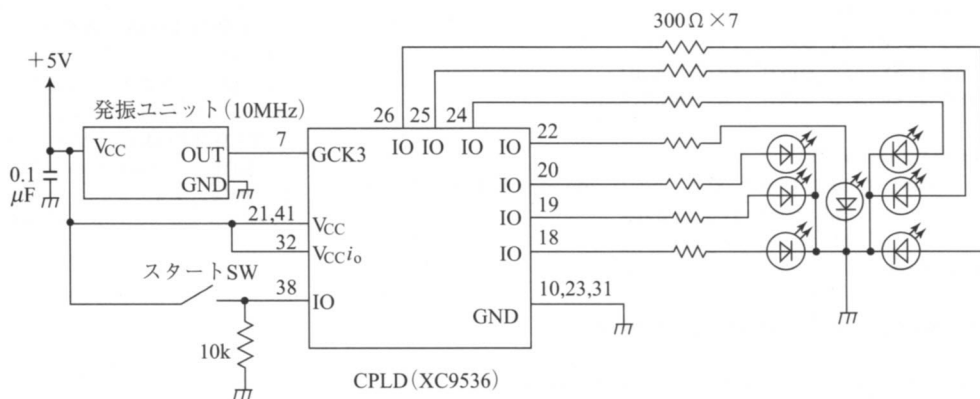 300Ω×7
+5V
発振ユニット(10MHz)
26 25 24
22
VCC
OUT
7
GCK3
IO IO IO IO
GND
20
0.1
μF
IO
19
21,41
VCC
IO
18
32
VCCio
IO
スタートSW
38
IO
10,23,31
GND
10k
CPLD(XC9536)